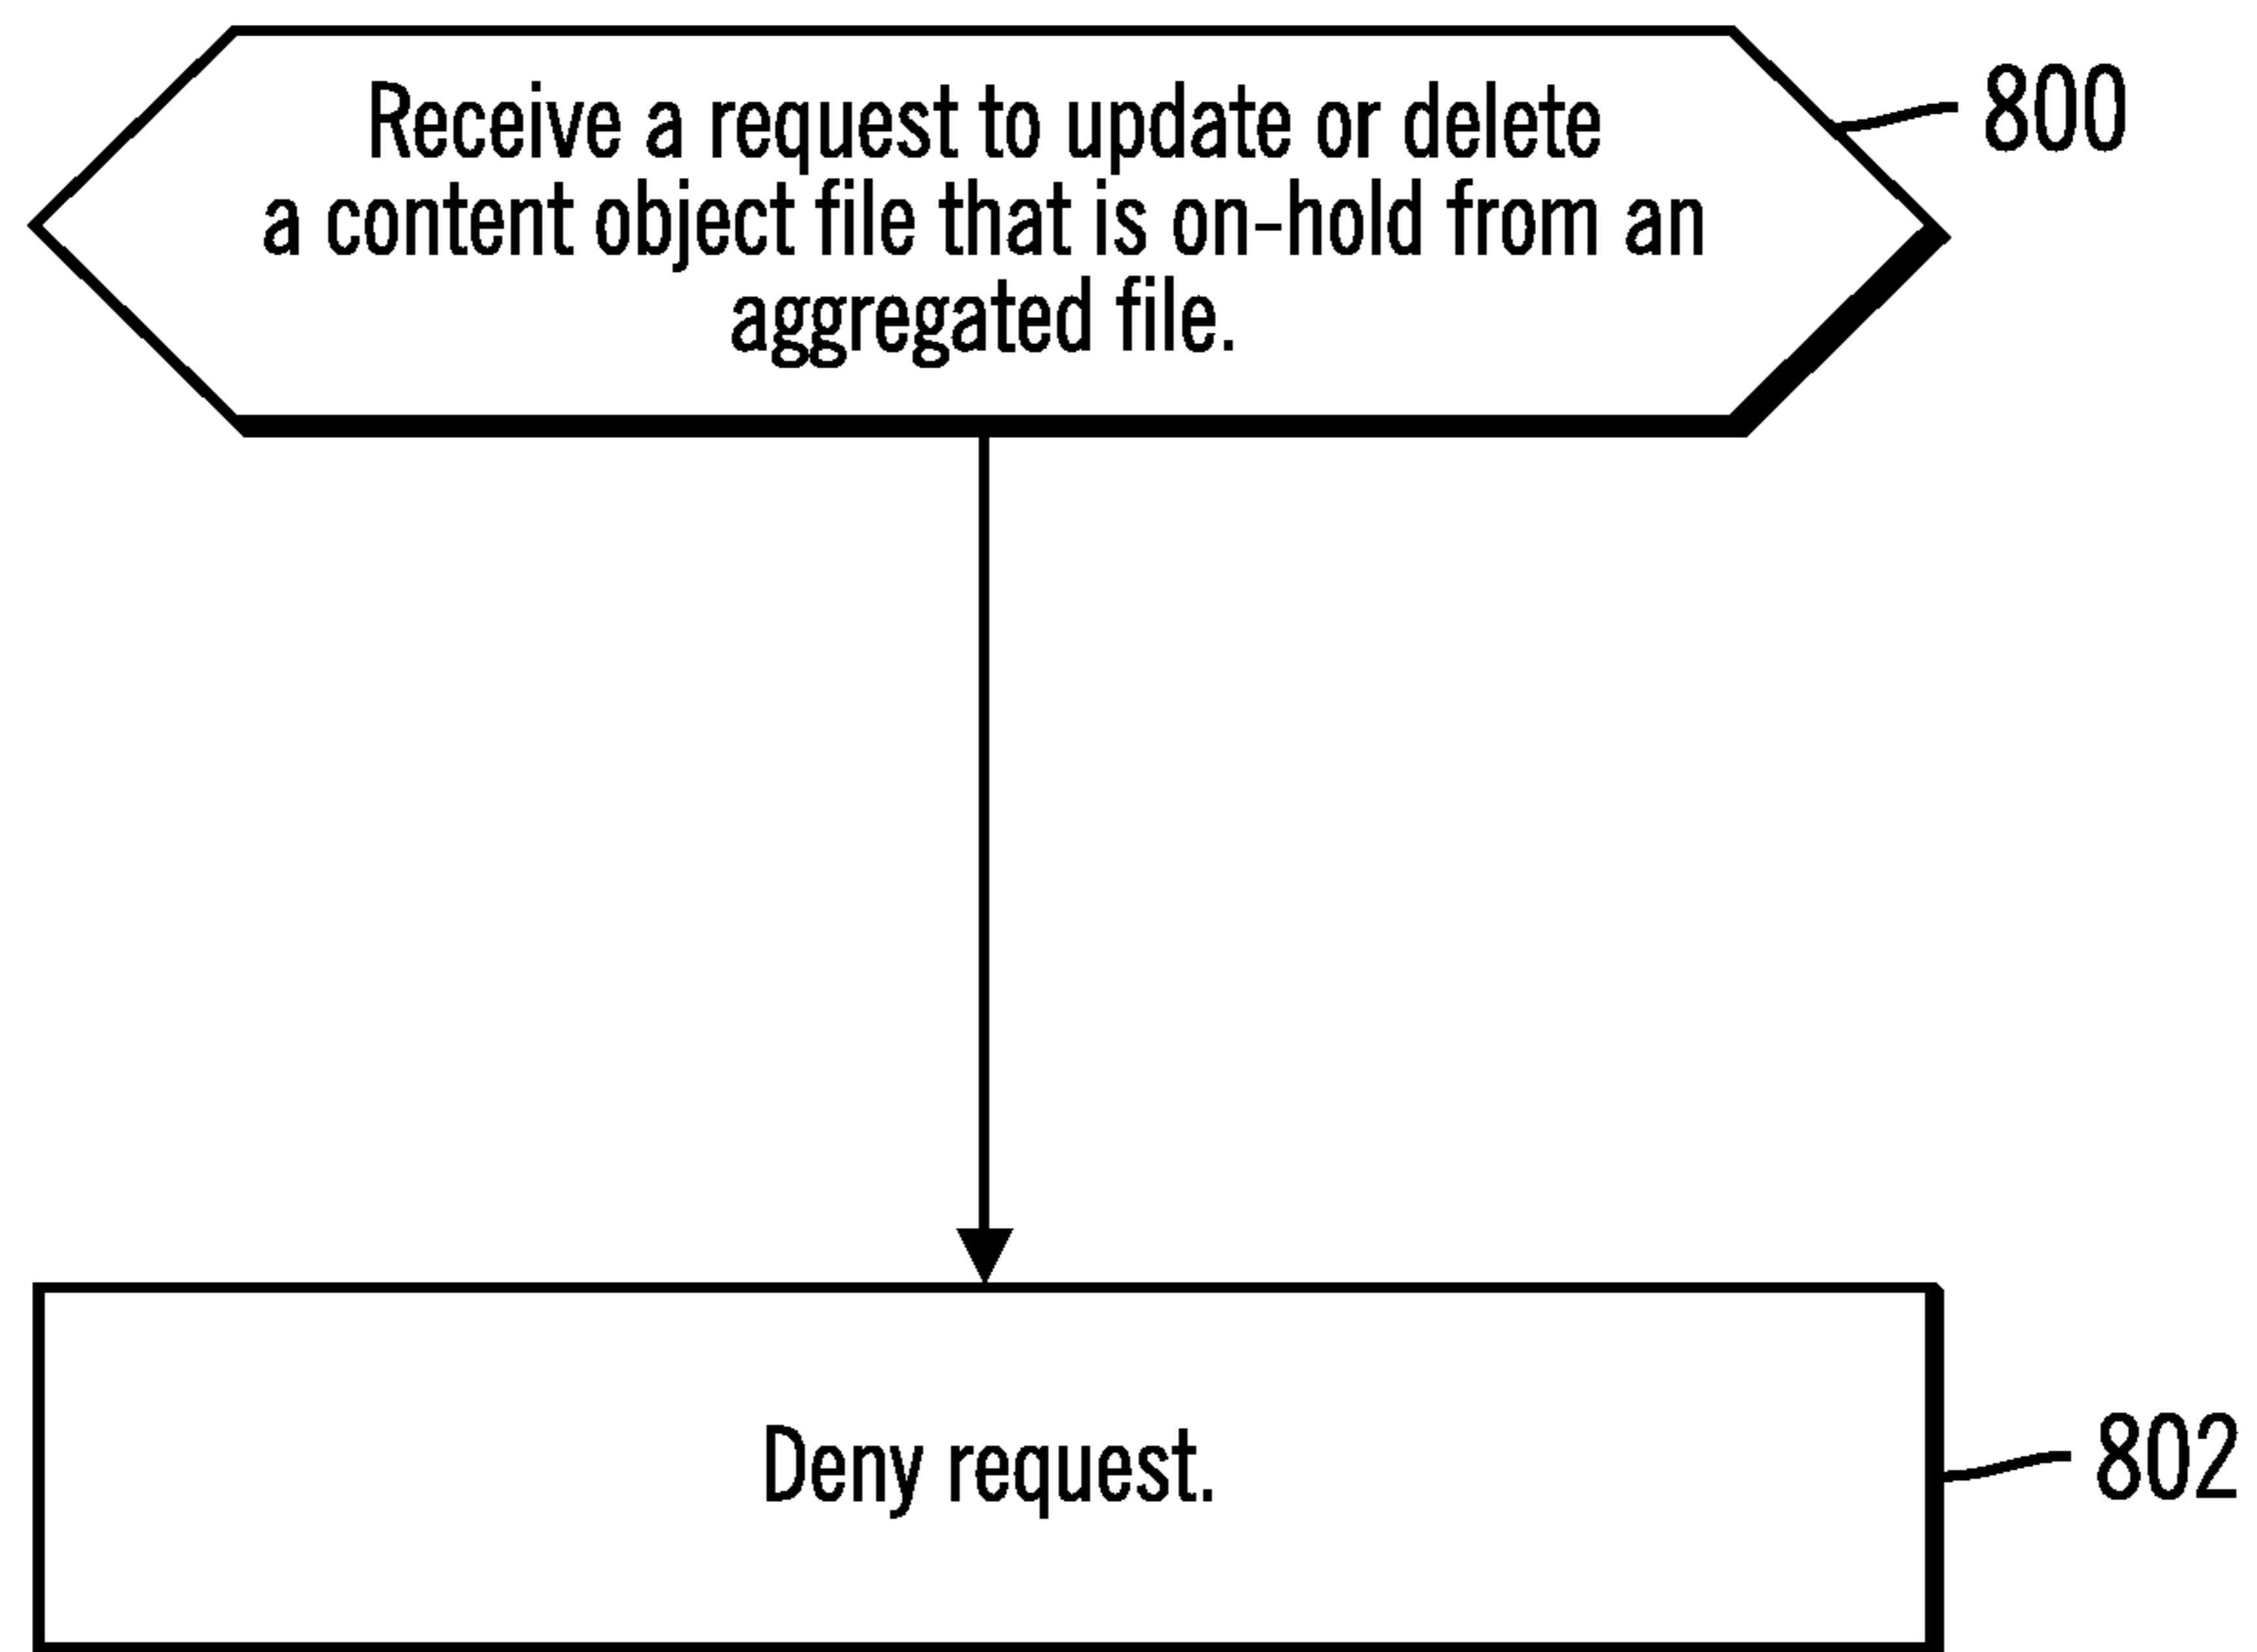 Receive a request to update or delete
800
a content object file that is on-hold from an
aggregated file.
Deny request.
802